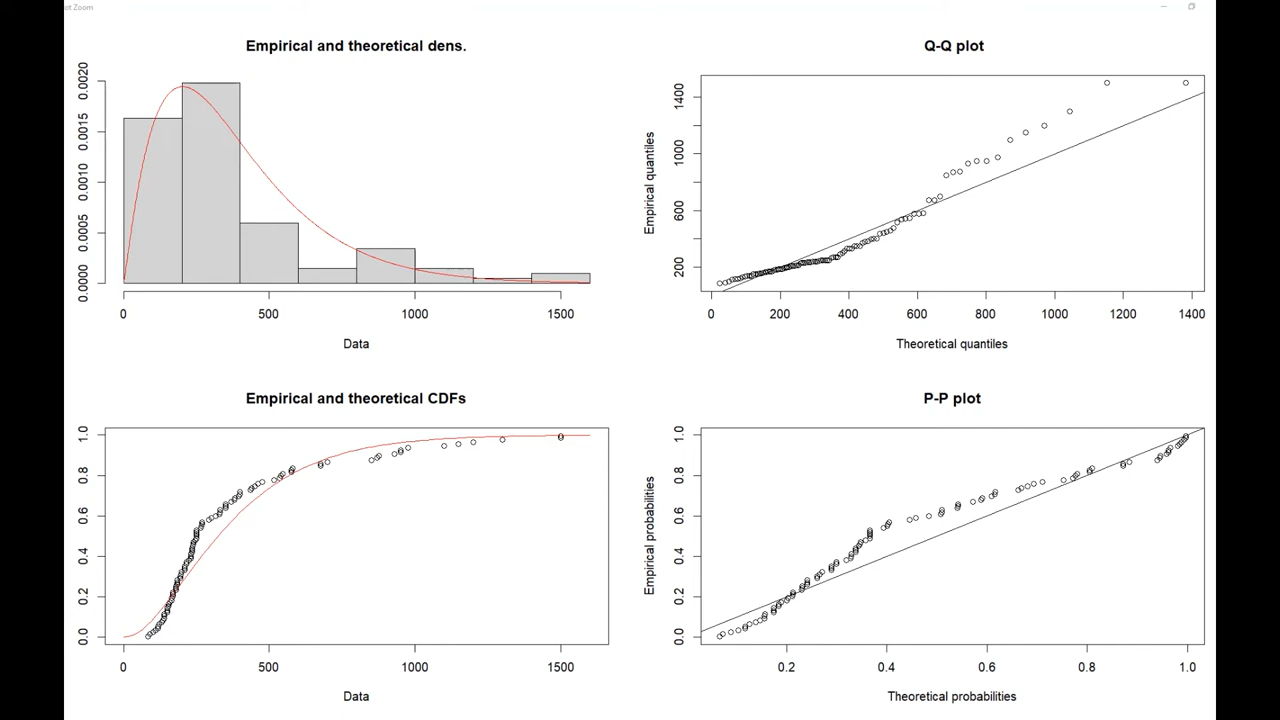 ot Zoom
Empirical and theoretical dens.
0.0000 0.0005 0.0010 0.0015 0.0020
0 500 1000 1500
Data
Q-Q plot
Empirical quantiles
200 600 1000 1400
0 200 400 600 800 1000 1200 1400
Theoretical quantiles
Empirical and theoretical CDFs
0.0 0.2 0.4 0.6 0.8 1.0
0 500 1000 1500
Data
P-P plot
Empirical probabilities
0.0 0.2 0.4 0.6 0.8 1.0
0.2 0.4 0.6 0.8 1.0
Theoretical probabilities